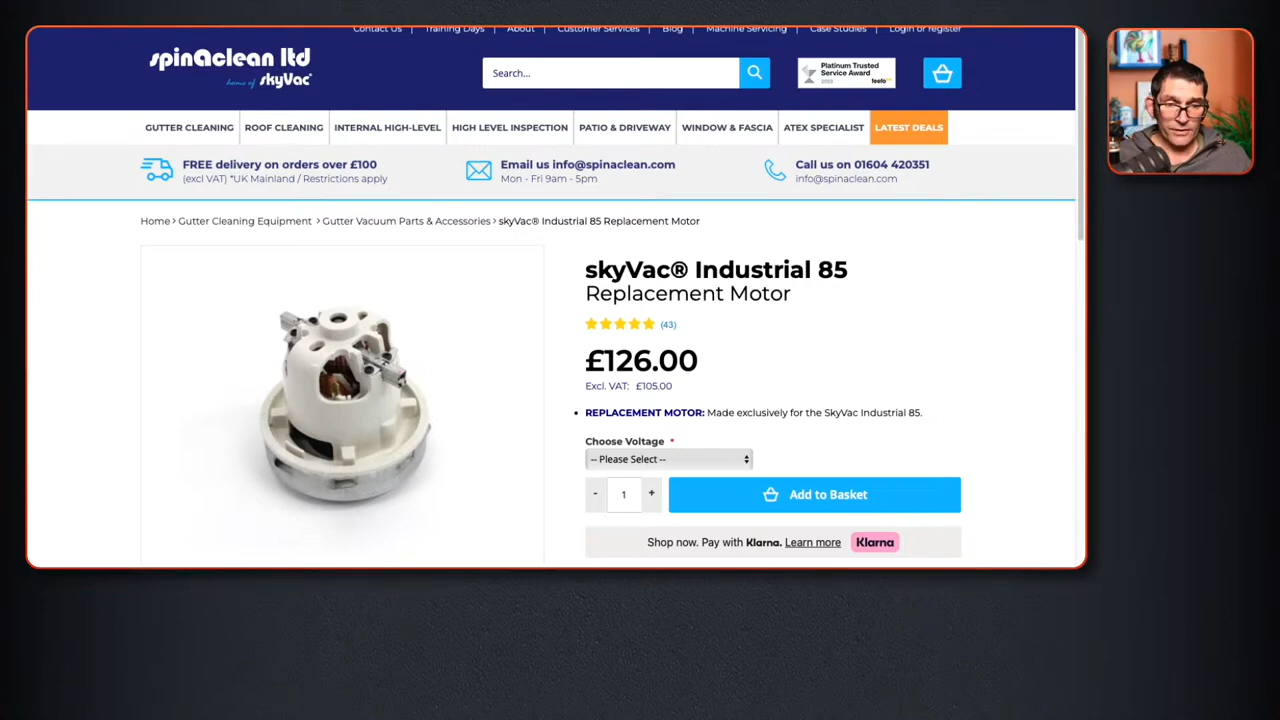 Contact Us | Training Days | About | Customer Services | Blog | Machine Servicing | Case Studies | Login or register
spinaclean ltd
home of skyVac®
Search...
Platinum Trusted
Service Award
2023 feefo
GUTTER CLEANING
ROOF CLEANING
INTERNAL HIGH-LEVEL
HIGH LEVEL INSPECTION
PATIO & DRIVEWAY
WINDOW & FASCIA
ATEX SPECIALIST
LATEST DEALS
FREE delivery on orders over £100
(excl VAT) *UK Mainland / Restrictions apply
Email us info@spinaclean.com
Mon - Fri 9am - 5pm
Call us on 01604 420351
info@spinaclean.com
Home > Gutter Cleaning Equipment > Gutter Vacuum Parts & Accessories > skyVac® Industrial 85 Replacement Motor
skyVac® Industrial 85
Replacement Motor
(43)
£126.00
Excl. VAT: £105.00
• REPLACEMENT MOTOR: Made exclusively for the SkyVac Industrial 85.
Choose Voltage *
-- Please Select --
- 1 + Add to Basket
Shop now. Pay with Klarna. Learn more Klarna